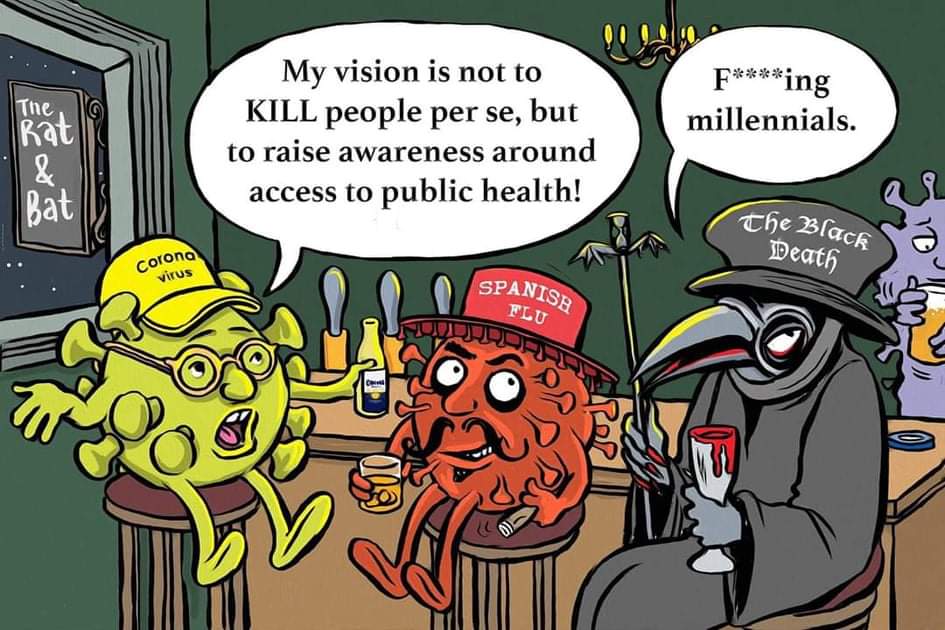 The
Rat
&
Bat
My vision is not to
KILL people per se, but
to raise awareness around
access to public health!
F****ing
millennials.
Corona
virus
SPANISH
FLU
The Black
Death
Corona